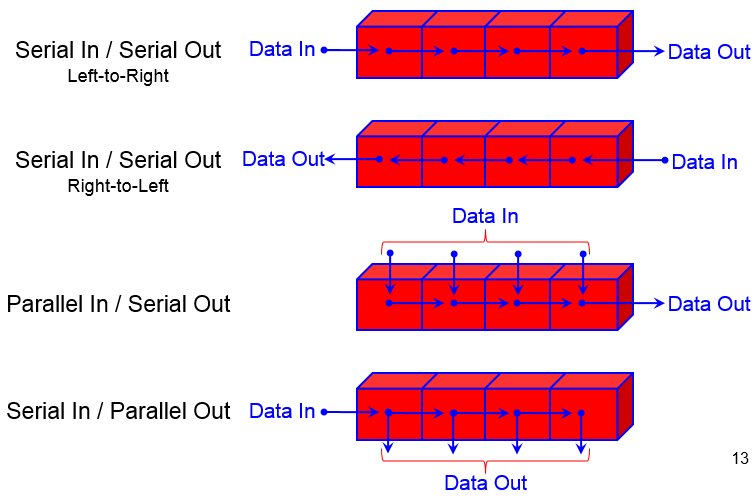 Serial In / Serial Out
Left-to-Right
Data In
Data Out
Serial In / Serial Out
Right-to-Left
Data Out
Data In
Data In
Parallel In / Serial Out
Data Out
Serial In / Parallel Out
Data In
Data Out
13